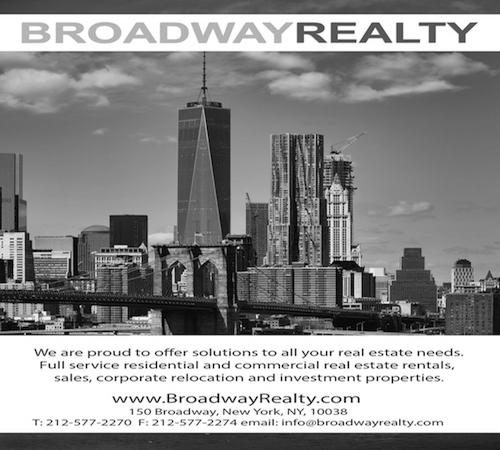 BROADWAYREALTY
We are proud to offer solutions to all your real estate needs.
Full service residential and commercial real estate rentals,
sales, corporate relocation and investment properties.
www.BroadwayRealty.com
150 Broadway, New York, NY, 10038
T: 212-577-2270 F: 212-577-2274 email: info@broadwayrealty.com